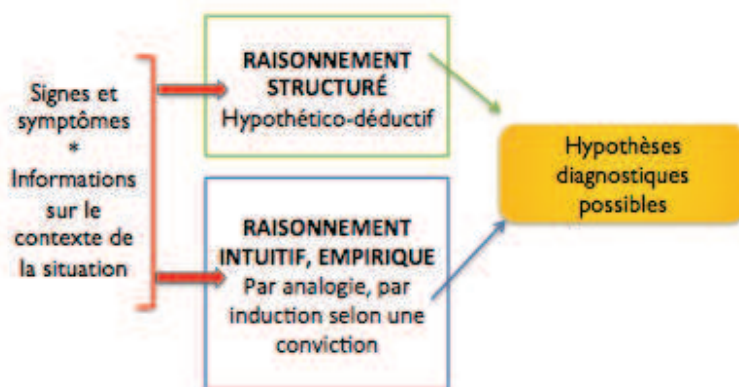 Signes et
symptômes
*
Informations
sur le
contexte de
la situation
RAISONNEMENT
STRUCTURÉ
Hypothético-déductif
RAISONNEMENT
INTUITIF, EMPIRIQUE
Par analogie, par
induction selon une
conviction
Hypothèses
diagnostiques
possibles